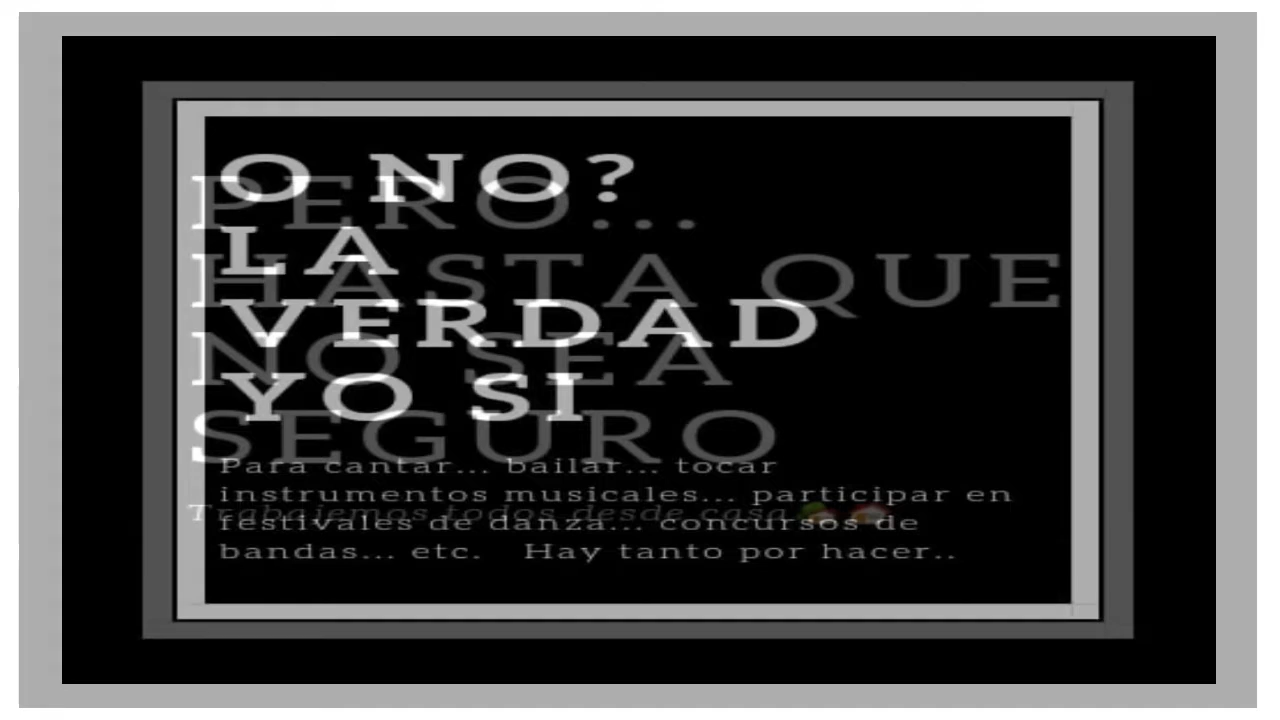 O NO?
LA
VERDAD
YO SI
Para cantar... bailar... tocar
instrumentos musicales... participar en
festivales de danza... concursos de
bandas... etc.   Hay tanto por hacer..
PERO...
HASTA QUE
NO SEA
SEGURO
Trabajemos todos desde casa 🏡🏠